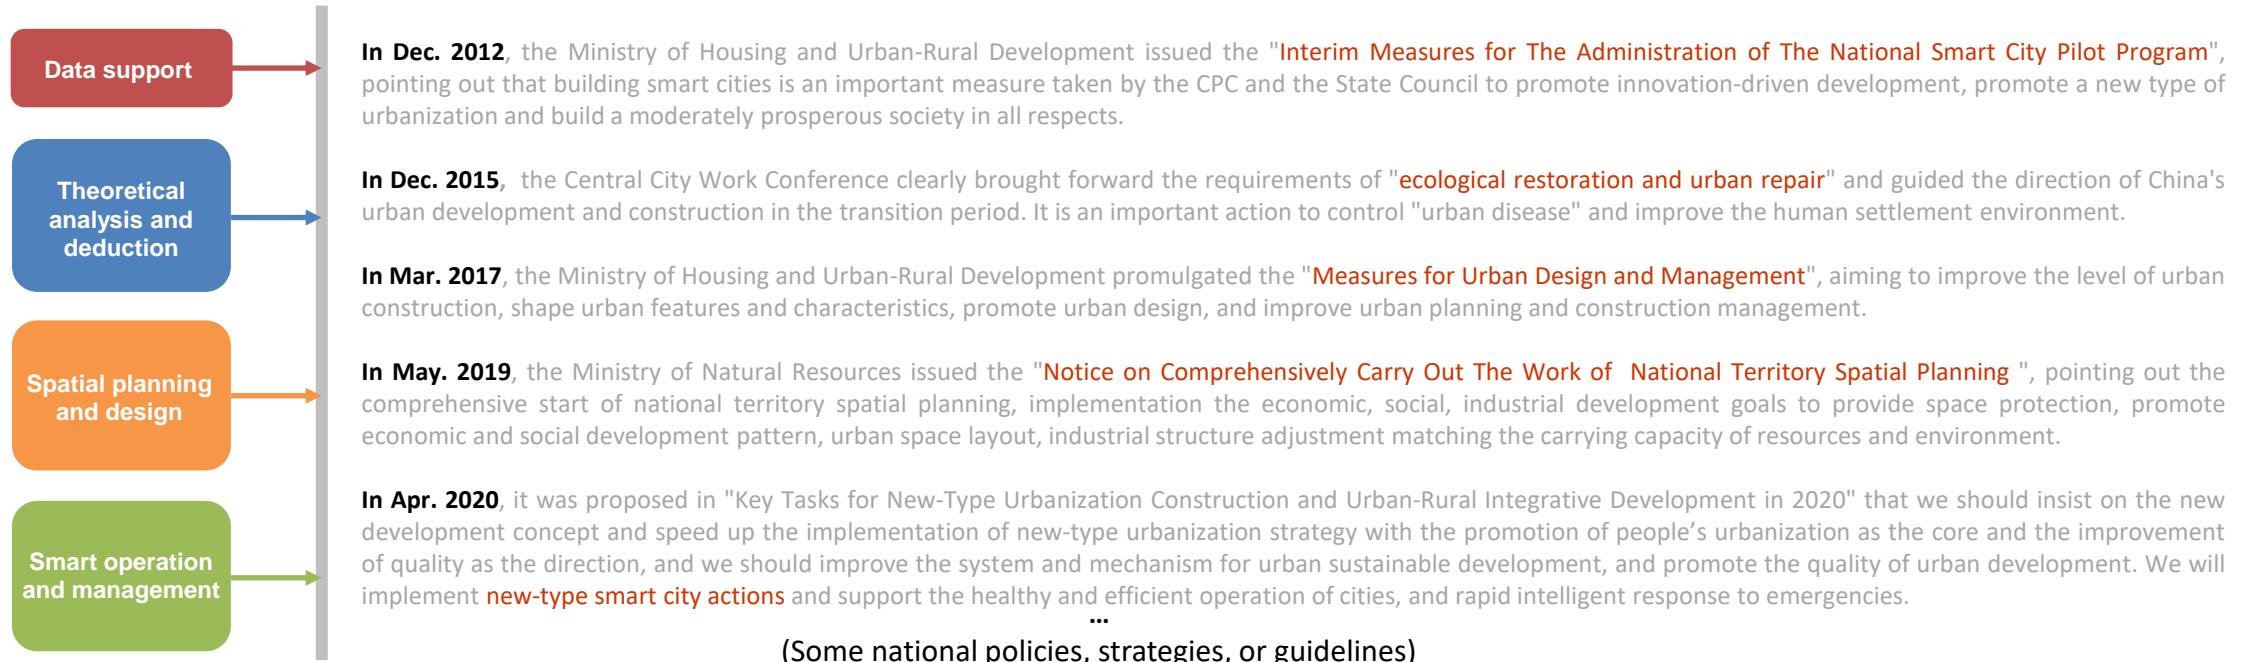 Data support
Theoretical
analysis and
deduction
Spatial planning
and design
Smart operation
and management
In Dec. 2012, the Ministry of Housing and Urban-Rural Development issued the "Interim Measures for The Administration of The National Smart City Pilot Program",
pointing out that building smart cities is an important measure taken by the CPC and the State Council to promote innovation-driven development, promote a new type of
urbanization and build a moderately prosperous society in all respects.
In Dec. 2015, the Central City Work Conference clearly brought forward the requirements of "ecological restoration and urban repair" and guided the direction of China's
urban development and construction in the transition period. It is an important action to control "urban disease" and improve the human settlement environment.
In Mar. 2017, the Ministry of Housing and Urban-Rural Development promulgated the "Measures for Urban Design and Management", aiming to improve the level of urban
construction, shape urban features and characteristics, promote urban design, and improve urban planning and construction management.
In May. 2019, the Ministry of Natural Resources issued the "Notice on Comprehensively Carry Out The Work of National Territory Spatial Planning ", pointing out the
comprehensive start of national territory spatial planning, implementation the economic, social, industrial development goals to provide space protection, promote
economic and social development pattern, urban space layout, industrial structure adjustment matching the carrying capacity of resources and environment.
In Apr. 2020, it was proposed in "Key Tasks for New-Type Urbanization Construction and Urban-Rural Integrative Development in 2020" that we should insist on the new
development concept and speed up the implementation of new-type urbanization strategy with the promotion of people’s urbanization as the core and the improvement
of quality as the direction, and we should improve the system and mechanism for urban sustainable development, and promote the quality of urban development. We will
implement new-type smart city actions and support the healthy and efficient operation of cities, and rapid intelligent response to emergencies.
...
(Some national policies, strategies, or guidelines)